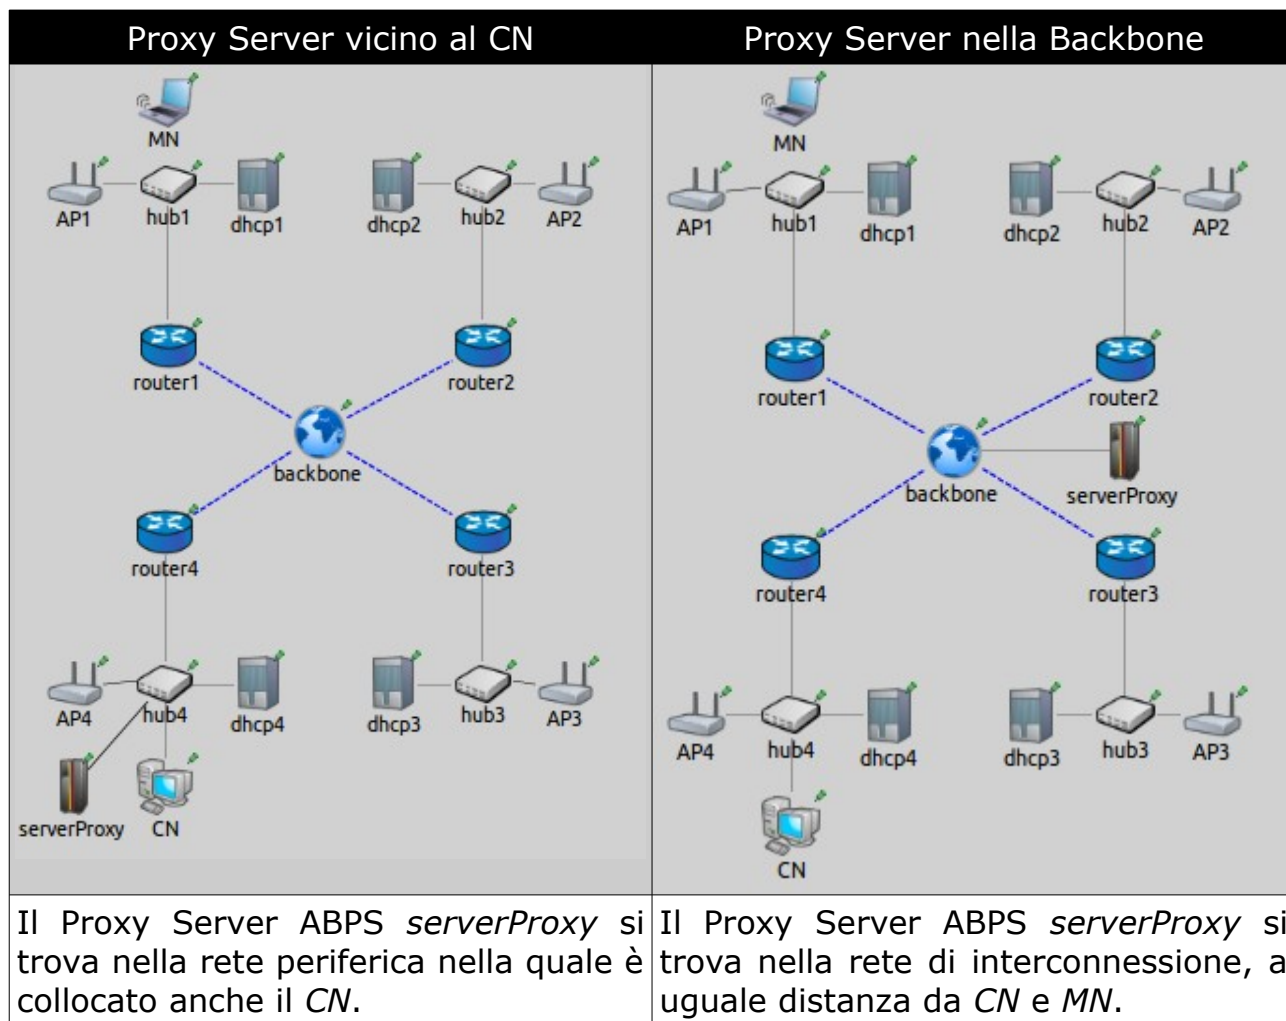 Proxy Server vicino al CN
MN
AP1 hub1 dhcp1 dhcp2 hub2 AP2
router1 router2
backbone
router4 router3
AP4 hub4 dhcp4 dhcp3 hub3 AP3
serverProxy CN
Il Proxy Server ABPS serverProxy si
trova nella rete periferica nella quale è
collocato anche il CN.
Proxy Server nella Backbone
MN
AP1 hub1 dhcp1 dhcp2 hub2 AP2
router1 router2
backbone serverProxy
router4 router3
AP4 hub4 dhcp4 dhcp3 hub3 AP3
CN
Il Proxy Server ABPS serverProxy si
trova nella rete di interconnessione, a
uguale distanza da CN e MN.